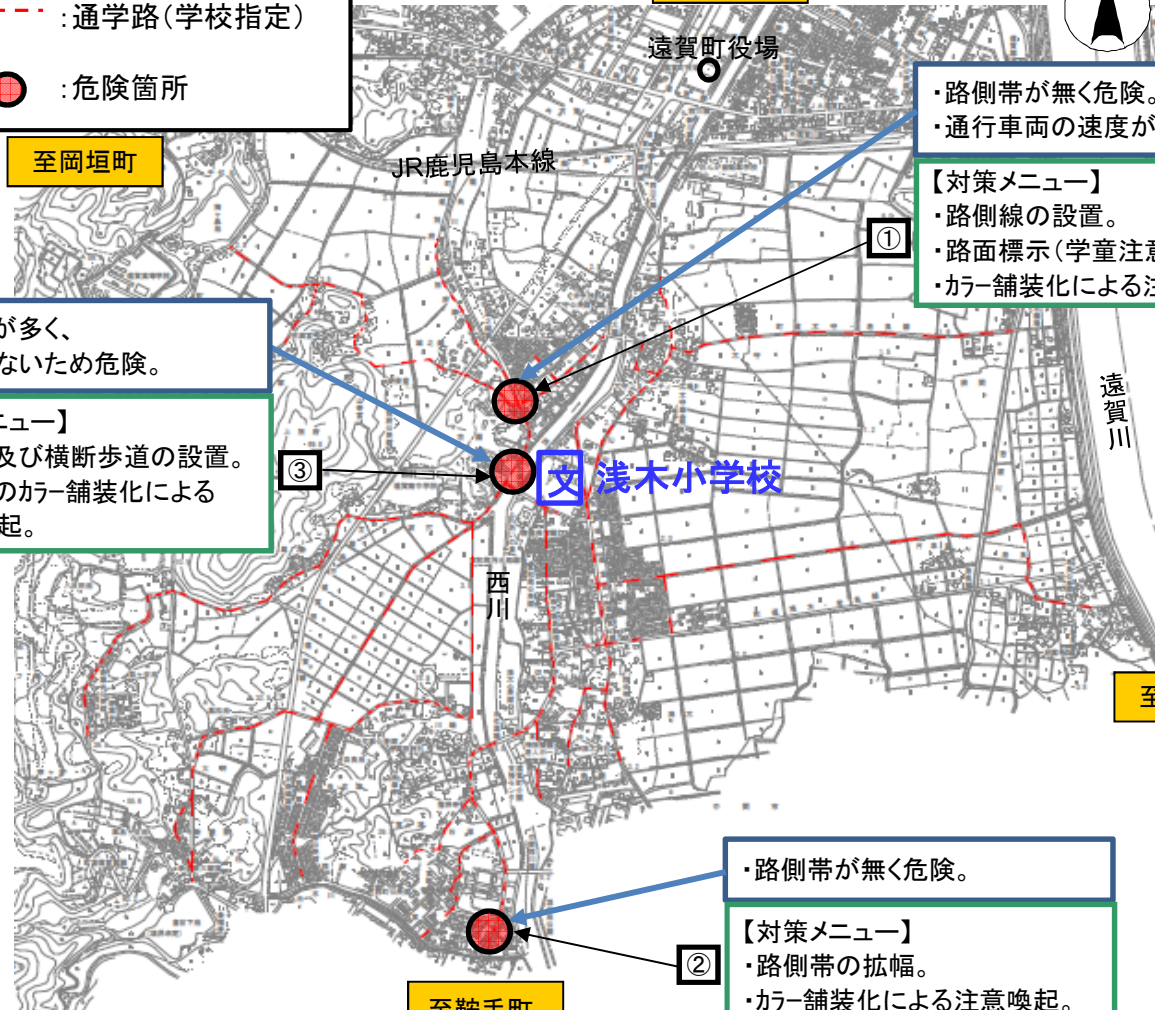 :通学路(学校指定)
:危険箇所
遠賀町役場
至岡垣町
JR鹿児島本線
・路側帯が無く危険。
・通行車両の速度が
【対策メニュー】
・路側線の設置。
・路面標示(学童注意
・カラー舗装化による注
①
が多く、
ないため危険。
ニュー】
及び横断歩道の設置。
のカラー舗装化による
起。
③
文 浅木小学校
遠賀川
西川
至
・路側帯が無く危険。
【対策メニュー】
・路側帯の拡幅。
・カラー舗装化による注意喚起。
②
至鞍手町